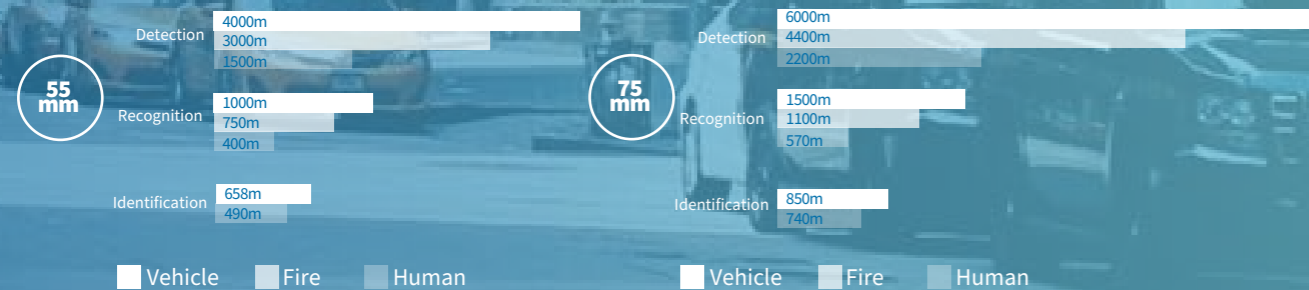 55
mm
Detection
4000m
3000m
1500m
Recognition
1000m
750m
400m
Identification
658m
490m
Vehicle Fire Human
75
mm
Detection
6000m
4400m
2200m
Recognition
1500m
1100m
570m
Identification
850m
740m
Vehicle Fire Human